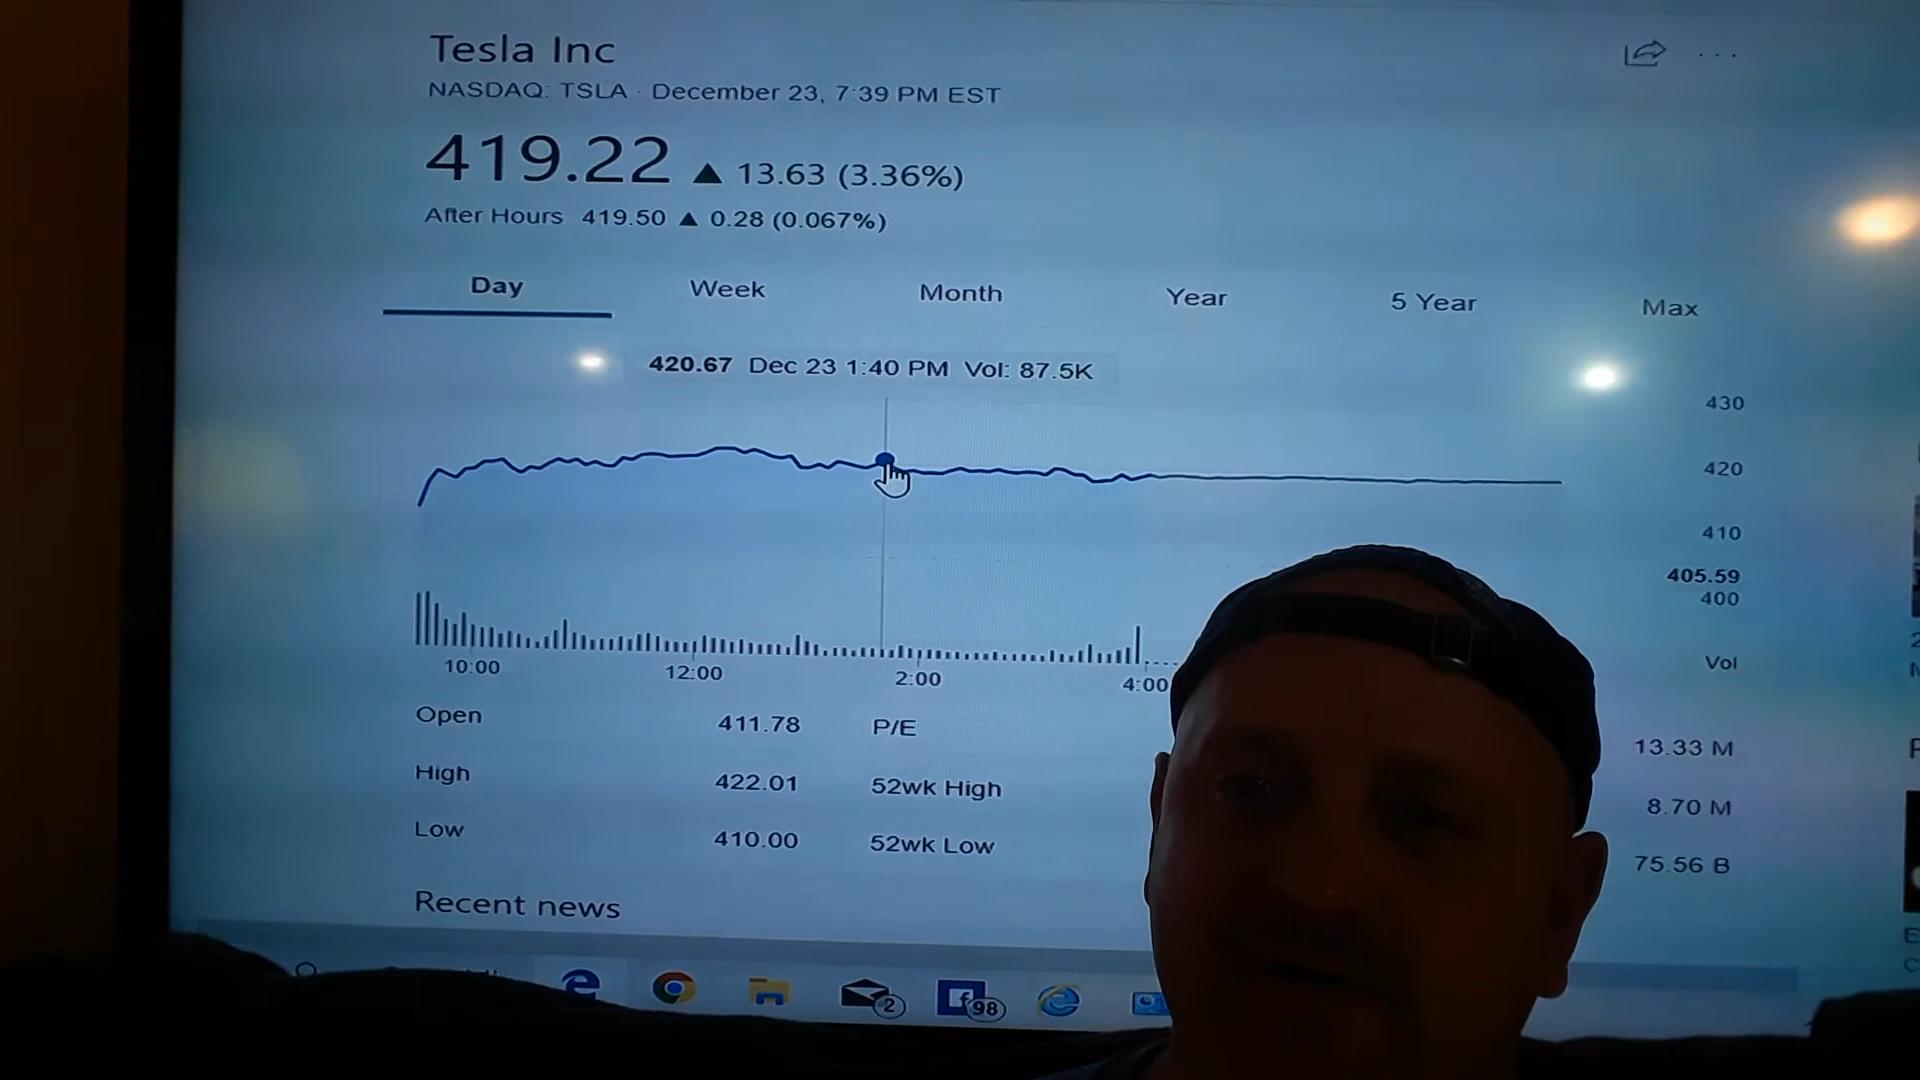 Tesla Inc
NASDAQ: TSLA · December 23, 7:39 PM EST
419.22 ▲ 13.63 (3.36%)
After Hours 419.50 ▲ 0.28 (0.067%)
Day Week Month Year 5 Year Max
420.67 Dec 23 1:40 PM Vol: 87.5K
430
420
410
405.59
400
Vol
10:00 12:00 2:00 4:00
Open 411.78 P/E 13.33 M
High 422.01 52wk High 8.70 M
Low 410.00 52wk Low 75.56 B
Recent news
2 98